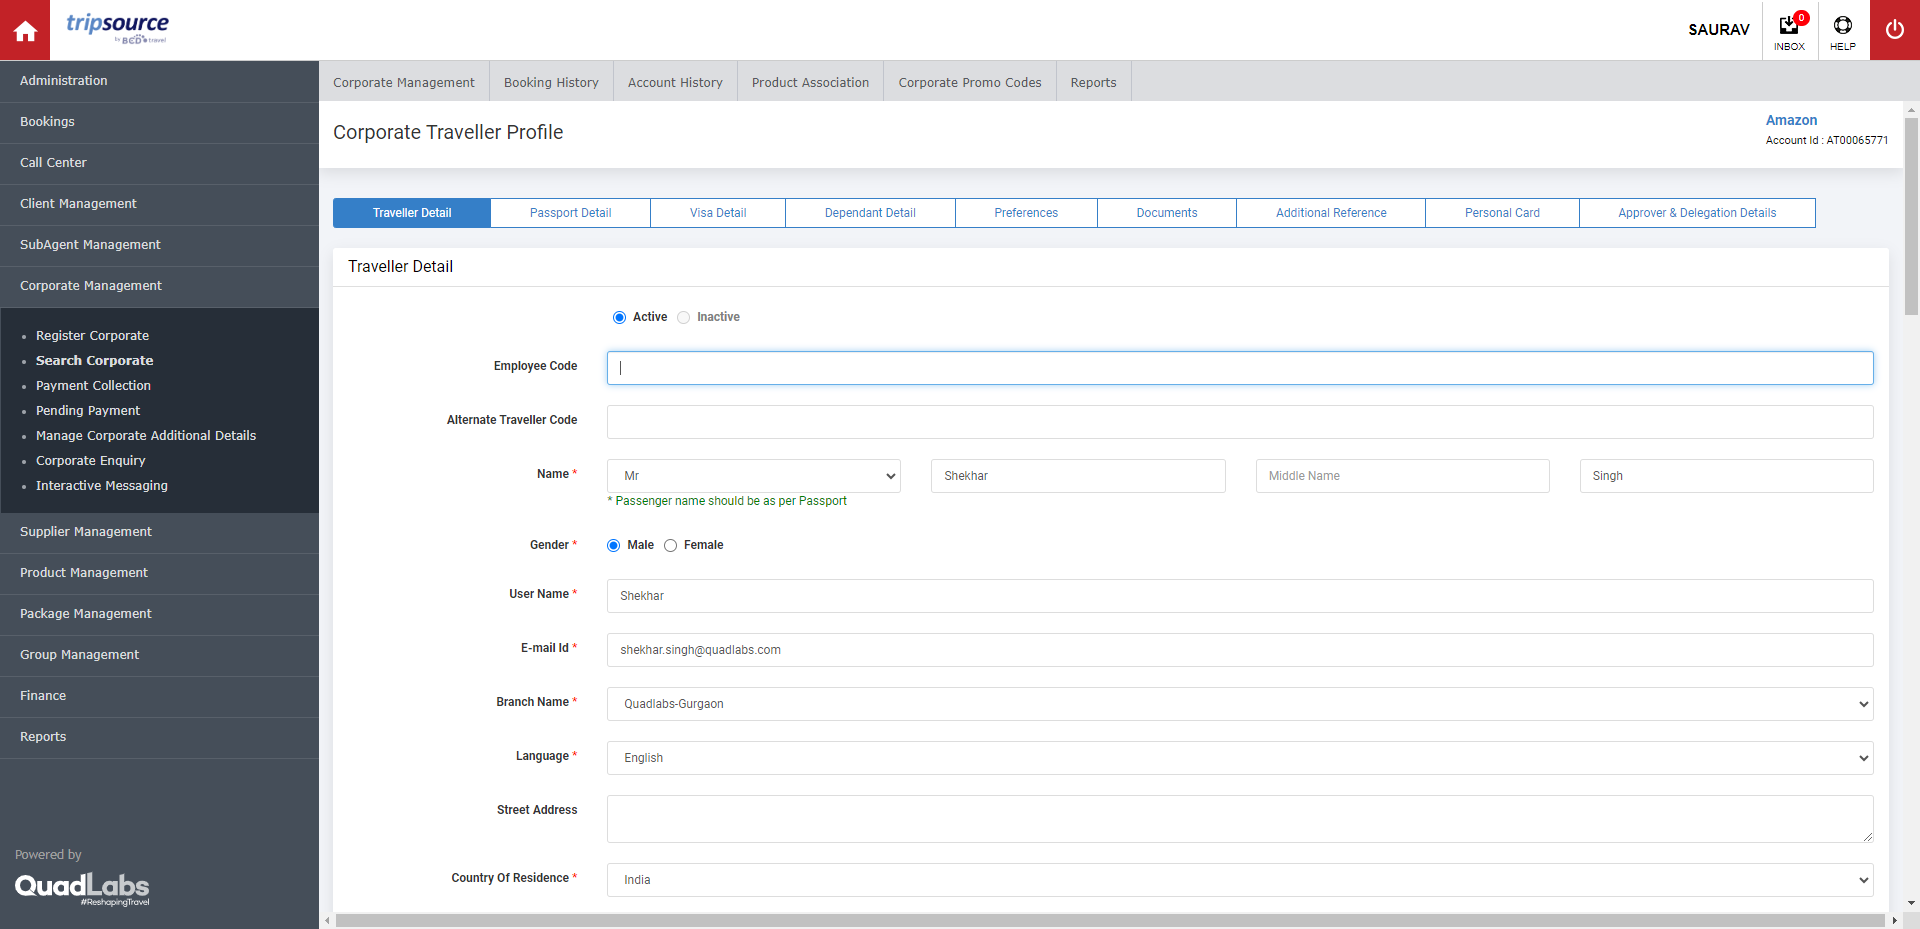 tripsource
by BCD travel
SAURAV
0
INBOX
HELP
Administration
Bookings
Call Center
Client Management
SubAgent Management
Corporate Management
Register Corporate
Search Corporate
Payment Collection
Pending Payment
Manage Corporate Additional Details
Corporate Enquiry
Interactive Messaging
Supplier Management
Product Management
Package Management
Group Management
Finance
Reports
Powered by
QuadLabs
#ReshapingTravel
Corporate Management Booking History Account History Product Association Corporate Promo Codes Reports
Corporate Traveller Profile
Amazon
Account Id : AT00065771
Traveller Detail Passport Detail Visa Detail Dependant Detail Preferences Documents Additional Reference Personal Card Approver & Delegation Details
Traveller Detail
Active Inactive
Employee Code
Alternate Traveller Code
Name * Mr Shekhar Middle Name Singh
* Passenger name should be as per Passport
Gender * Male Female
User Name * Shekhar
E-mail Id * shekhar.singh@quadlabs.com
Branch Name * Quadlabs-Gurgaon
Language * English
Street Address
Country Of Residence * India